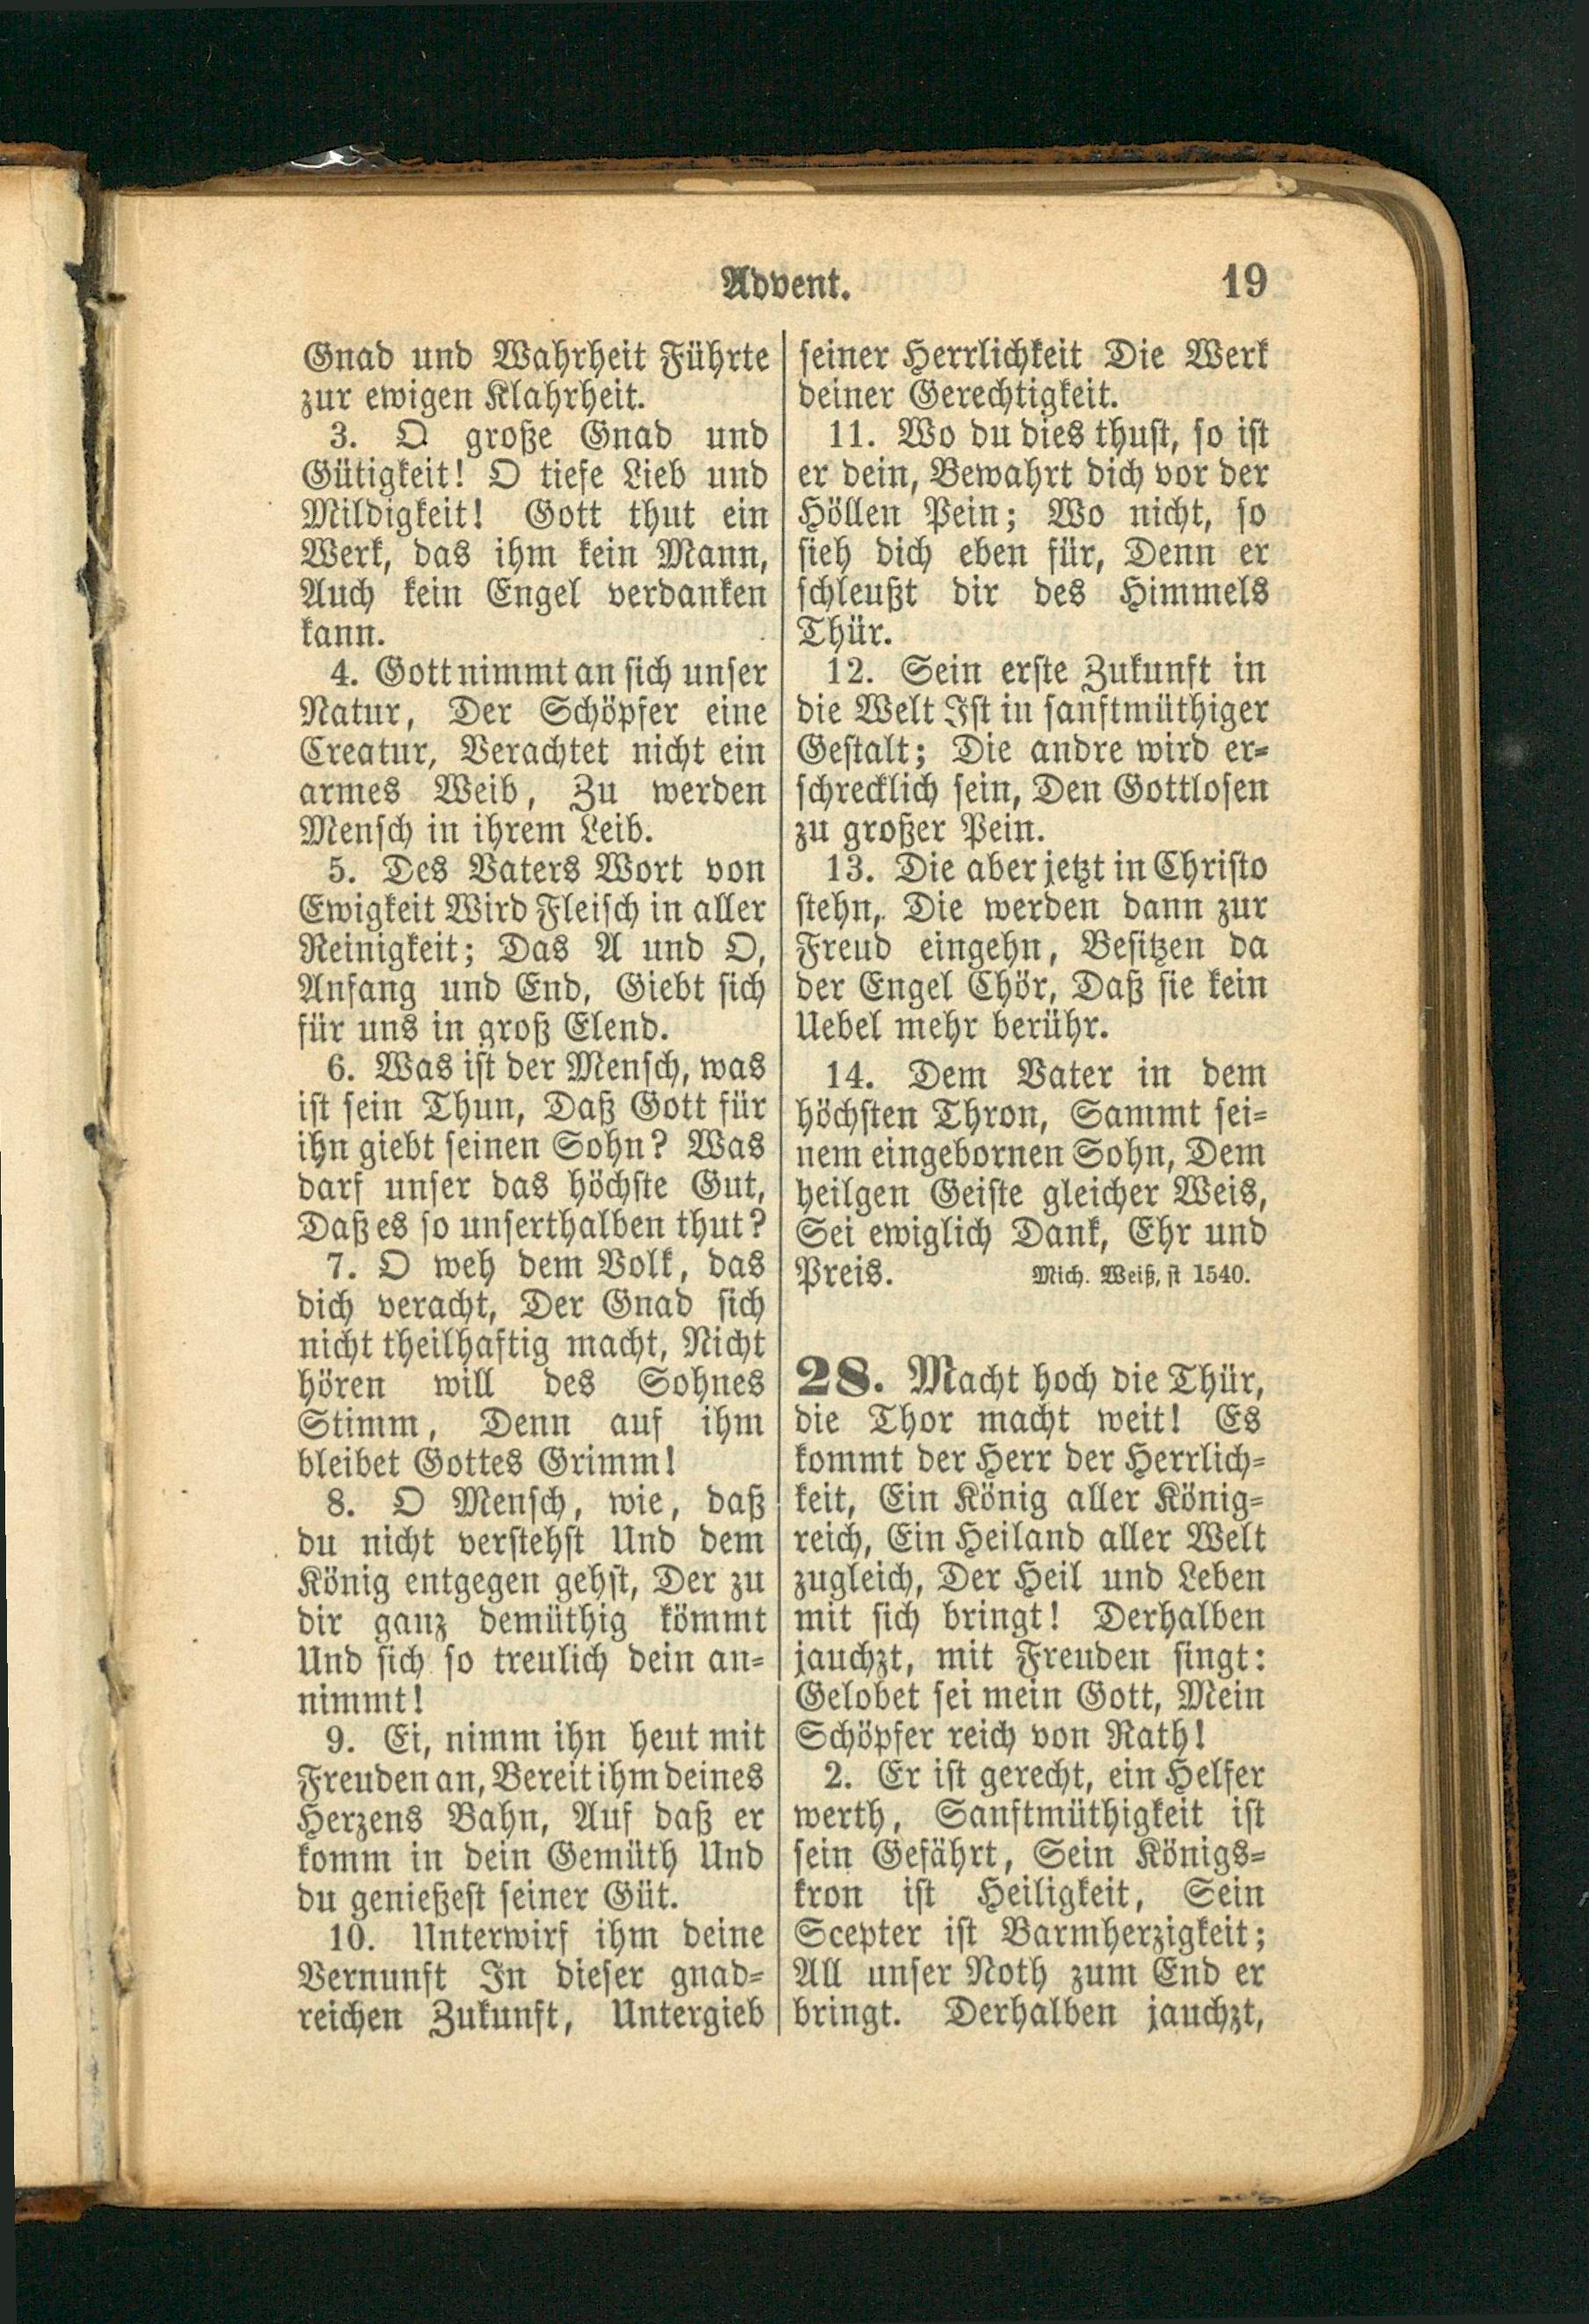 Advent.
19
Gnad und Wahrheit Führte
zur ewigen Klahrheit.
3. O große Gnad und
Gütigkeit! O tiefe Lieb und
Mildigkeit! Gott thut ein
Werk, das ihm kein Mann,
Auch kein Engel verdanken
kann.
4. Gott nimmt an sich unser
Natur, Der Schöpfer eine
Creatur, Verachtet nicht ein
armes Weib, Zu werden
Mensch in ihrem Leib.
5. Des Vaters Wort von
Ewigkeit Wird Fleisch in aller
Reinigkeit; Das A und O,
Anfang und End, Giebt sich
für uns in groß Elend.
6. Was ist der Mensch, was
ist sein Thun, Daß Gott für
ihn giebt seinen Sohn? Was
darf unser das höchste Gut,
Daß es so unserthalben thut?
7. O weh dem Volk, das
dich veracht, Der Gnad sich
nicht theilhaftig macht, Nicht
hören will des Sohnes
Stimm, Denn auf ihm
bleibet Gottes Grimm!
8. O Mensch, wie, daß
du nicht verstehst Und dem
König entgegen gehst, Der zu
dir ganz demüthig kömmt
Und sich so treulich dein an-
nimmt!
9. Ei, nimm ihn heut mit
Freuden an, Bereit ihm deines
Herzens Bahn, Auf daß er
komm in dein Gemüth Und
du genießest seiner Güt.
10. Unterwirf ihm deine
Vernunft In dieser gnad-
reichen Zukunft, Untergieb
seiner Herrlichkeit Die Werk
deiner Gerechtigkeit.
11. Wo du dies thust, so ist
er dein, Bewahrt dich vor der
Höllen Pein; Wo nicht, so
sieh dich eben für, Denn er
schleußt dir des Himmels
Thür.
12. Sein erste Zukunft in
die Welt Ist in sanftmüthiger
Gestalt; Die andre wird er-
schrecklich sein, Den Gottlosen
zu großer Pein.
13. Die aber jetzt in Christo
stehn, Die werden dann zur
Freud eingehn, Besitzen da
der Engel Chör, Daß sie kein
Uebel mehr berühr.
14. Dem Vater in dem
höchsten Thron, Sammt sei-
nem eingebornen Sohn, Dem
heilgen Geiste gleicher Weis,
Sei ewiglich Dank, Ehr und
Preis. Mich. Weiß, st 1540.
28. Macht hoch die Thür,
die Thor macht weit! Es
kommt der Herr der Herrlich-
keit, Ein König aller König-
reich, Ein Heiland aller Welt
zugleich, Der Heil und Leben
mit sich bringt! Derhalben
jauchzt, mit Freuden singt:
Gelobet sei mein Gott, Mein
Schöpfer reich von Rath!
2. Er ist gerecht, ein Helfer
werth, Sanftmüthigkeit ist
sein Gefährt, Sein Königs-
kron ist Heiligkeit, Sein
Scepter ist Barmherzigkeit;
All unser Noth zum End er
bringt. Derhalben jauchzt,